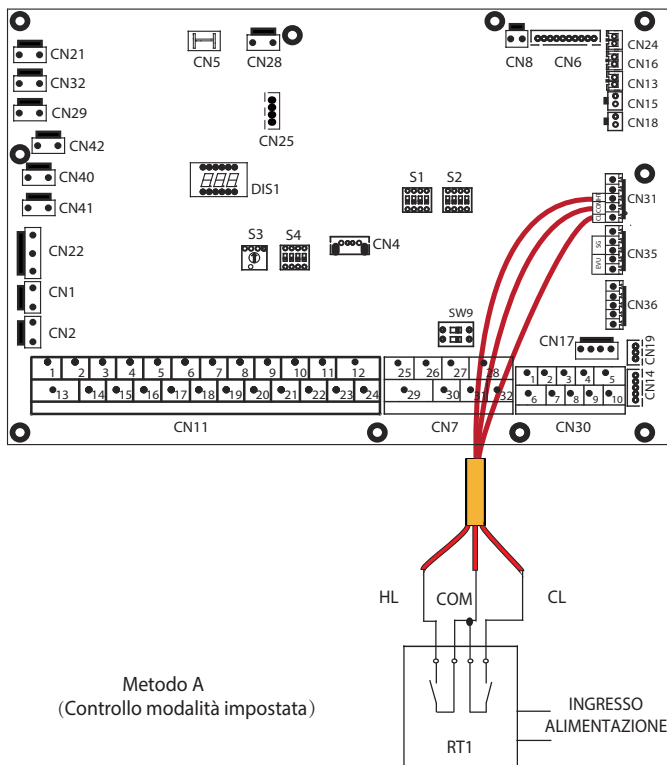 CN21
CN32
CN29
CN42
CN40
CN41
CN22
CN1
CN2
CN5
CN28
CN25
DIS1
S1 S2
S3 S4
CN4
CN8 CN6
CN24
CN16
CN13
CN15
CN18
CN31
SG
EVU
CN35
CN36
SW9
CN17
CN19
CN14
1 2 3 4 5 6 7 8 9 10 11 12
13 14 15 16 17 18 19 20 21 22 23 24
25 26 27 28
29 30 31 32
1 2 3 4 5
6 7 8 9 10
CN11 CN7 CN30
HL COM CL
Metodo A
(Controllo modalità impostata)
RT1
INGRESSO
ALIMENTAZIONE